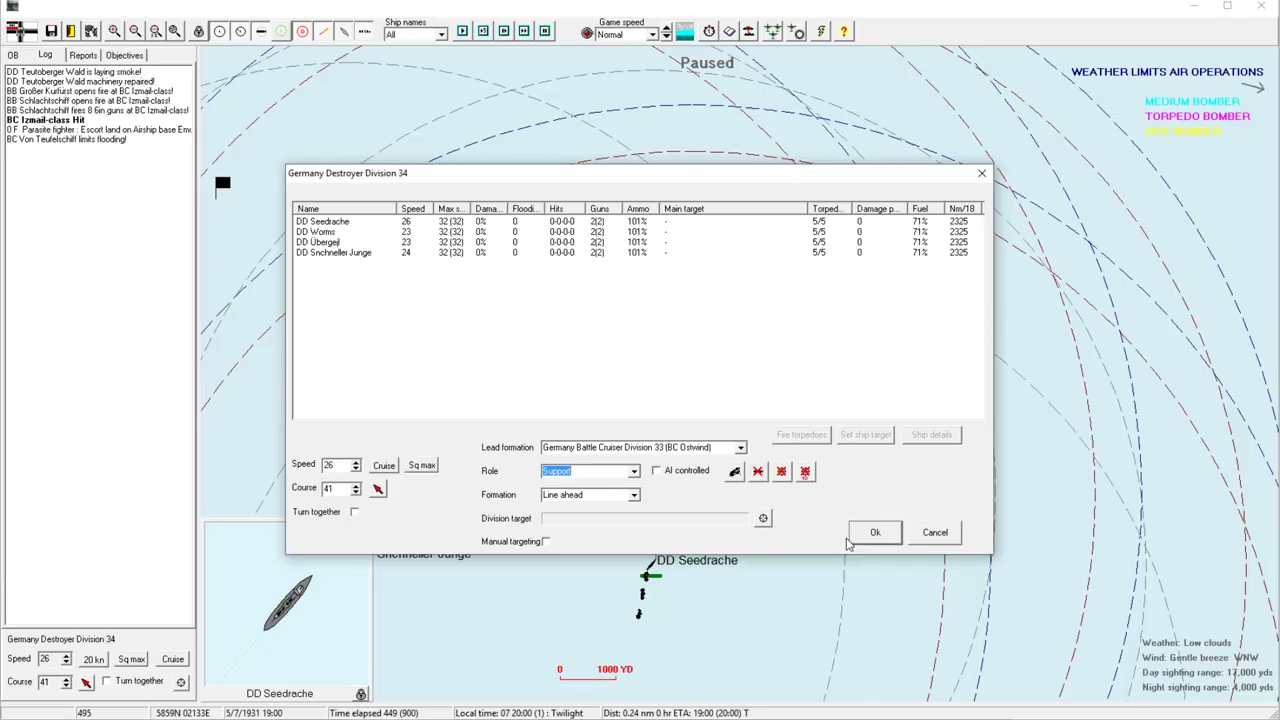 Ship names
All
Game speed
Normal
OB Log Reports Objectives
DD Teutoberger Wald is laying smoke!
DD Teutoberger Wald machinery repaired!
BB Großer Kurfürst opens fire at BC Izmail-class!
BB Schlachtschiff opens fire at BC Izmail-class!
BB Schlachtschiff fires 8 6in guns at BC Izmail-class!
BC Izmail-class Hit
0 F Parasite fighter : Escort land on Airship base Em
BC Von Teufelschiff limits flooding!
Paused
WEATHER LIMITS AIR OPERATIONS
MEDIUM BOMBER
TORPEDO BOMBER
DIVE BOMBER
Germany Destroyer Division 34
Name Speed Max s... Dama... Floodi... Hits Guns Ammo Main target Torped... Damage p... Fuel Nm/18
DD Seedrache 26 32 (32) 0% 0 0-0-0-0 2(2) 101% - 5/5 0 71% 2325
DD Worms 23 32 (32) 0% 0 0-0-0-0 2(2) 101% - 5/5 0 71% 2325
DD Übergejl 23 32 (32) 0% 0 0-0-0-0 2(2) 101% - 5/5 0 71% 2325
DD Snchneller Junge 24 32 (32) 0% 0 0-0-0-0 2(2) 101% - 5/5 0 71% 2325
Fire torpedoes Set ship target Ship details
Lead formation Germany Battle Cruiser Division 33 (BC Ostwind)
Speed 26 Cruise Sq max
Role Support AI controlled
Course 41
Formation Line ahead
Turn together
Division target
Manual targeting
Ok Cancel
Snchneller Junge
DD Seedrache
0 1000 YD
Germany Destroyer Division 34
Speed 26 20 kn Sq max Cruise
Course 41 Turn together
DD Seedrache
Weather: Low clouds
Wind: Gentle breeze WNW
Day sighting range: 17,000 yds
Night sighting range: 4,000 yds
495 5859N 02133E 5/7/1931 19:00 Time elapsed 449 (900) Local time: 07 20:00 (1) : Twilight Dist: 0.24 nm 0 hr ETA: 19:00 (20:00) T